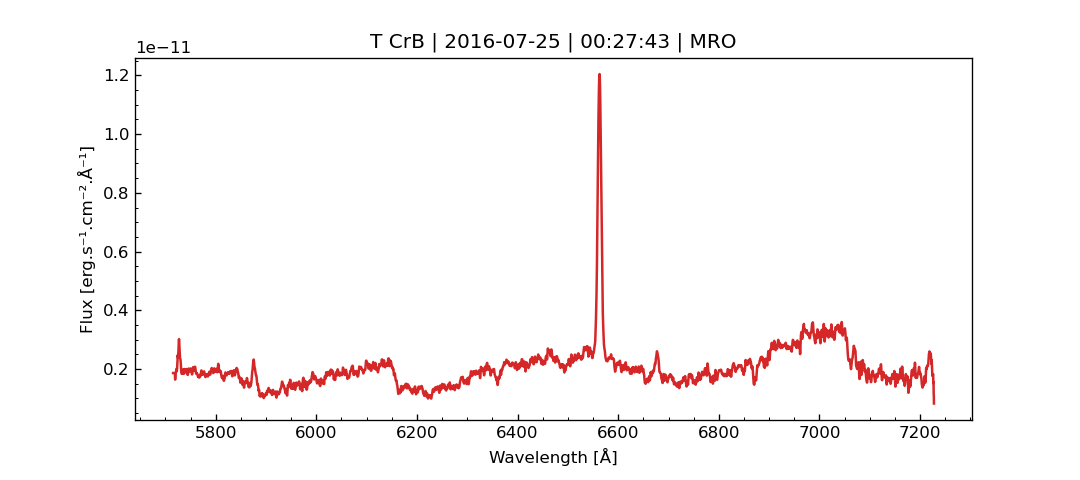 T CrB | 2016-07-25 | 00:27:43 | MRO
1e−11
1.2
1.0
0.8
0.6
0.4
0.2
Flux [erg.s⁻¹.cm⁻².Å⁻¹]
5800 6000 6200 6400 6600 6800 7000 7200
Wavelength [Å]